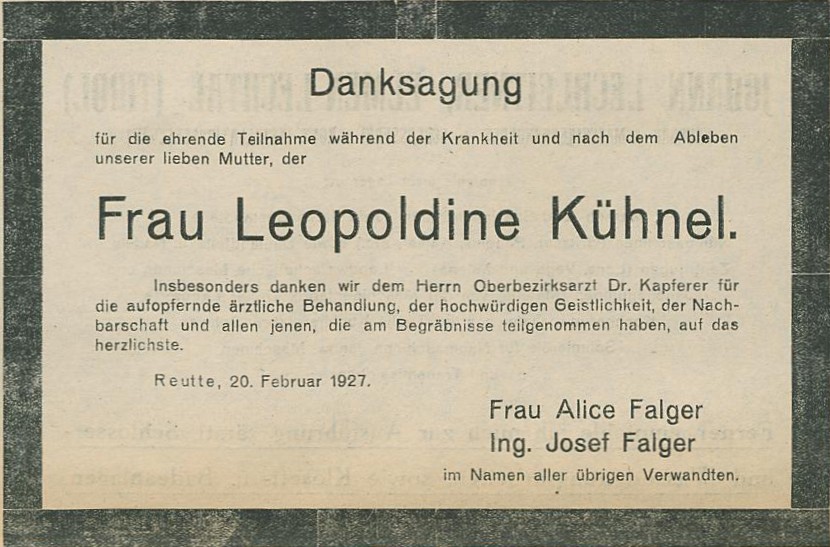 Danksagung
für die ehrende Teilnahme während der Krankheit und nach dem Ableben
unserer lieben Mutter, der
Frau Leopoldine Kühnel.
Insbesonders danken wir dem Herrn Oberbezirksarzt Dr. Kapferer für
die aufopfernde ärztliche Behandlung, der hochwürdigen Geistlichkeit, der Nach-
barschaft und allen jenen, die am Begräbnisse teilgenommen haben, auf das
herzlichste.
Reutte, 20. Februar 1927.
Frau Alice Falger
Ing. Josef Falger
im Namen aller übrigen Verwandten.